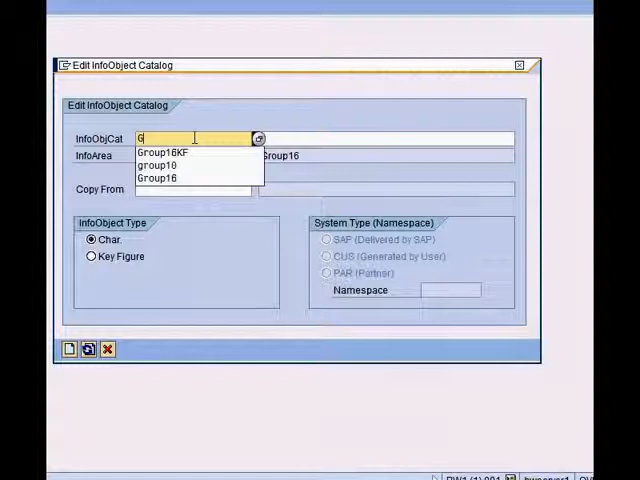 Edit InfoObject Catalog
Edit InfoObject Catalog
InfoObjCat G
Group16KF
group10
Group16
InfoArea Group16
Copy From
InfoObject Type
Char.
Key Figure
System Type (Namespace)
SAP (Delivered by SAP)
CUS (Generated by User)
PAR (Partner)
Namespace